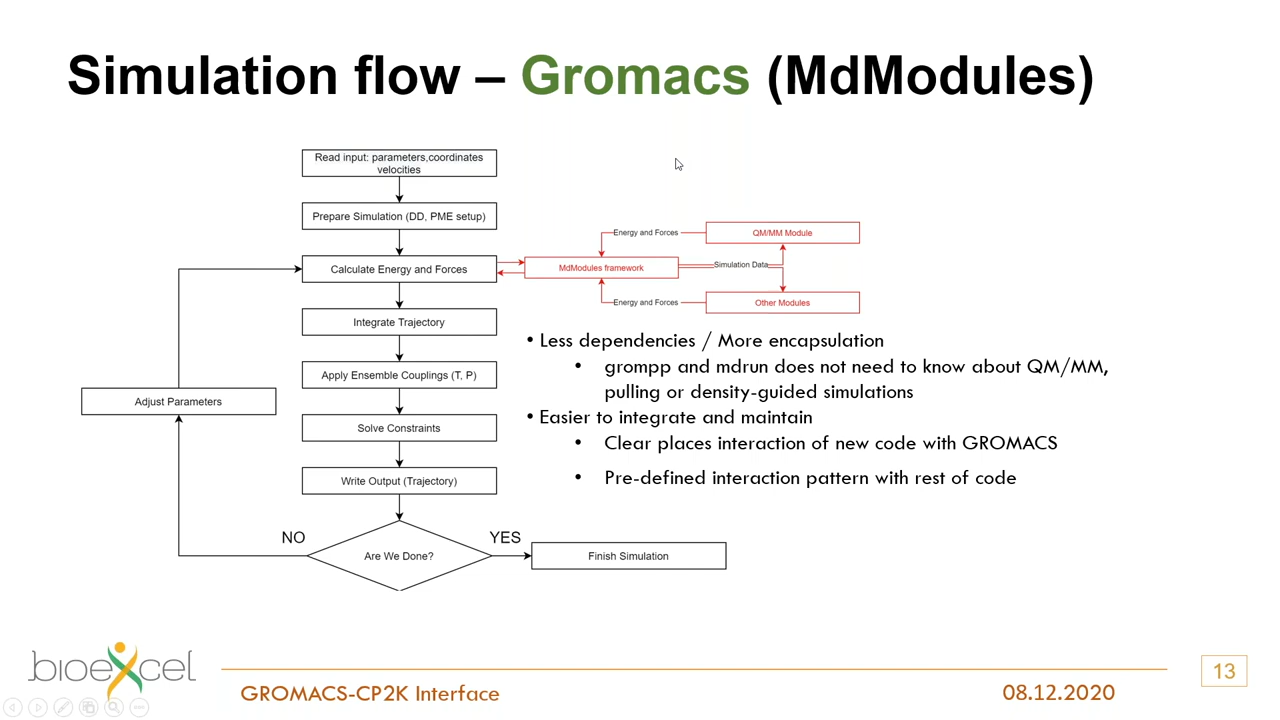 Simulation flow – Gromacs (MdModules)
Read input: parameters,coordinates
velocities
Prepare Simulation (DD, PME setup)
Calculate Energy and Forces
Integrate Trajectory
Apply Ensemble Couplings (T, P)
Solve Constraints
Write Output (Trajectory)
Are We Done?
NO
YES
Adjust Parameters
Finish Simulation
MdModules framework
Energy and Forces
QM/MM Module
Simulation Data
Energy and Forces
Other Modules
• Less dependencies / More encapsulation
• grompp and mdrun does not need to know about QM/MM,
pulling or density-guided simulations
• Easier to integrate and maintain
• Clear places interaction of new code with GROMACS
• Pre-defined interaction pattern with rest of code
bioexcel
GROMACS-CP2K Interface
08.12.2020
13